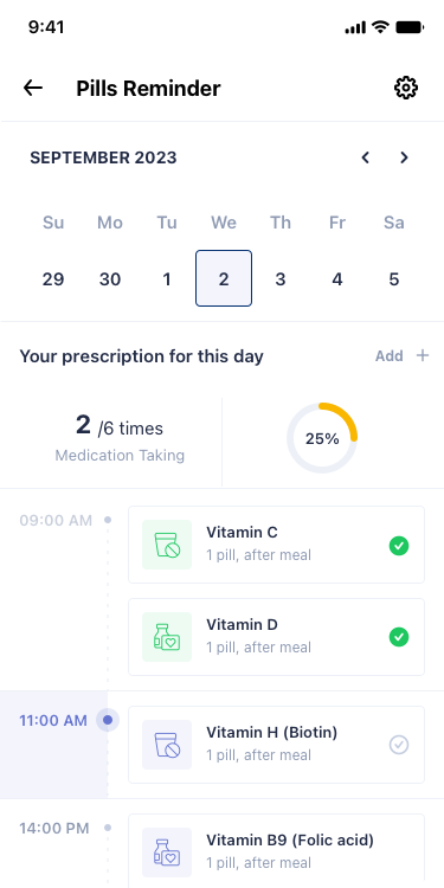 9:41
Pills Reminder
SEPTEMBER 2023
Su Mo Tu We Th Fr Sa
29 30 1 2 3 4 5
Your prescription for this day
Add +
2 /6 times
Medication Taking
25%
09:00 AM
Vitamin C
1 pill, after meal
Vitamin D
1 pill, after meal
11:00 AM
Vitamin H (Biotin)
1 pill, after meal
14:00 PM
Vitamin B9 (Folic acid)
1 pill, after meal